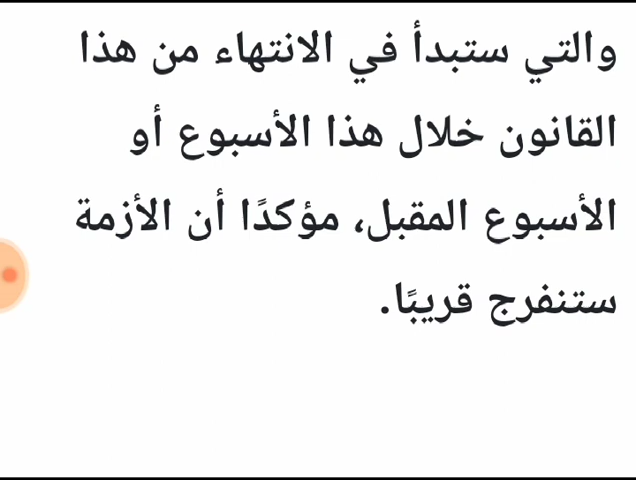 والتي ستبدأ في الانتهاء من هذا
القانون خلال هذا الأسبوع أو
الأسبوع المقبل، مؤكدًا أن الأزمة
ستنفرج قريبًا.